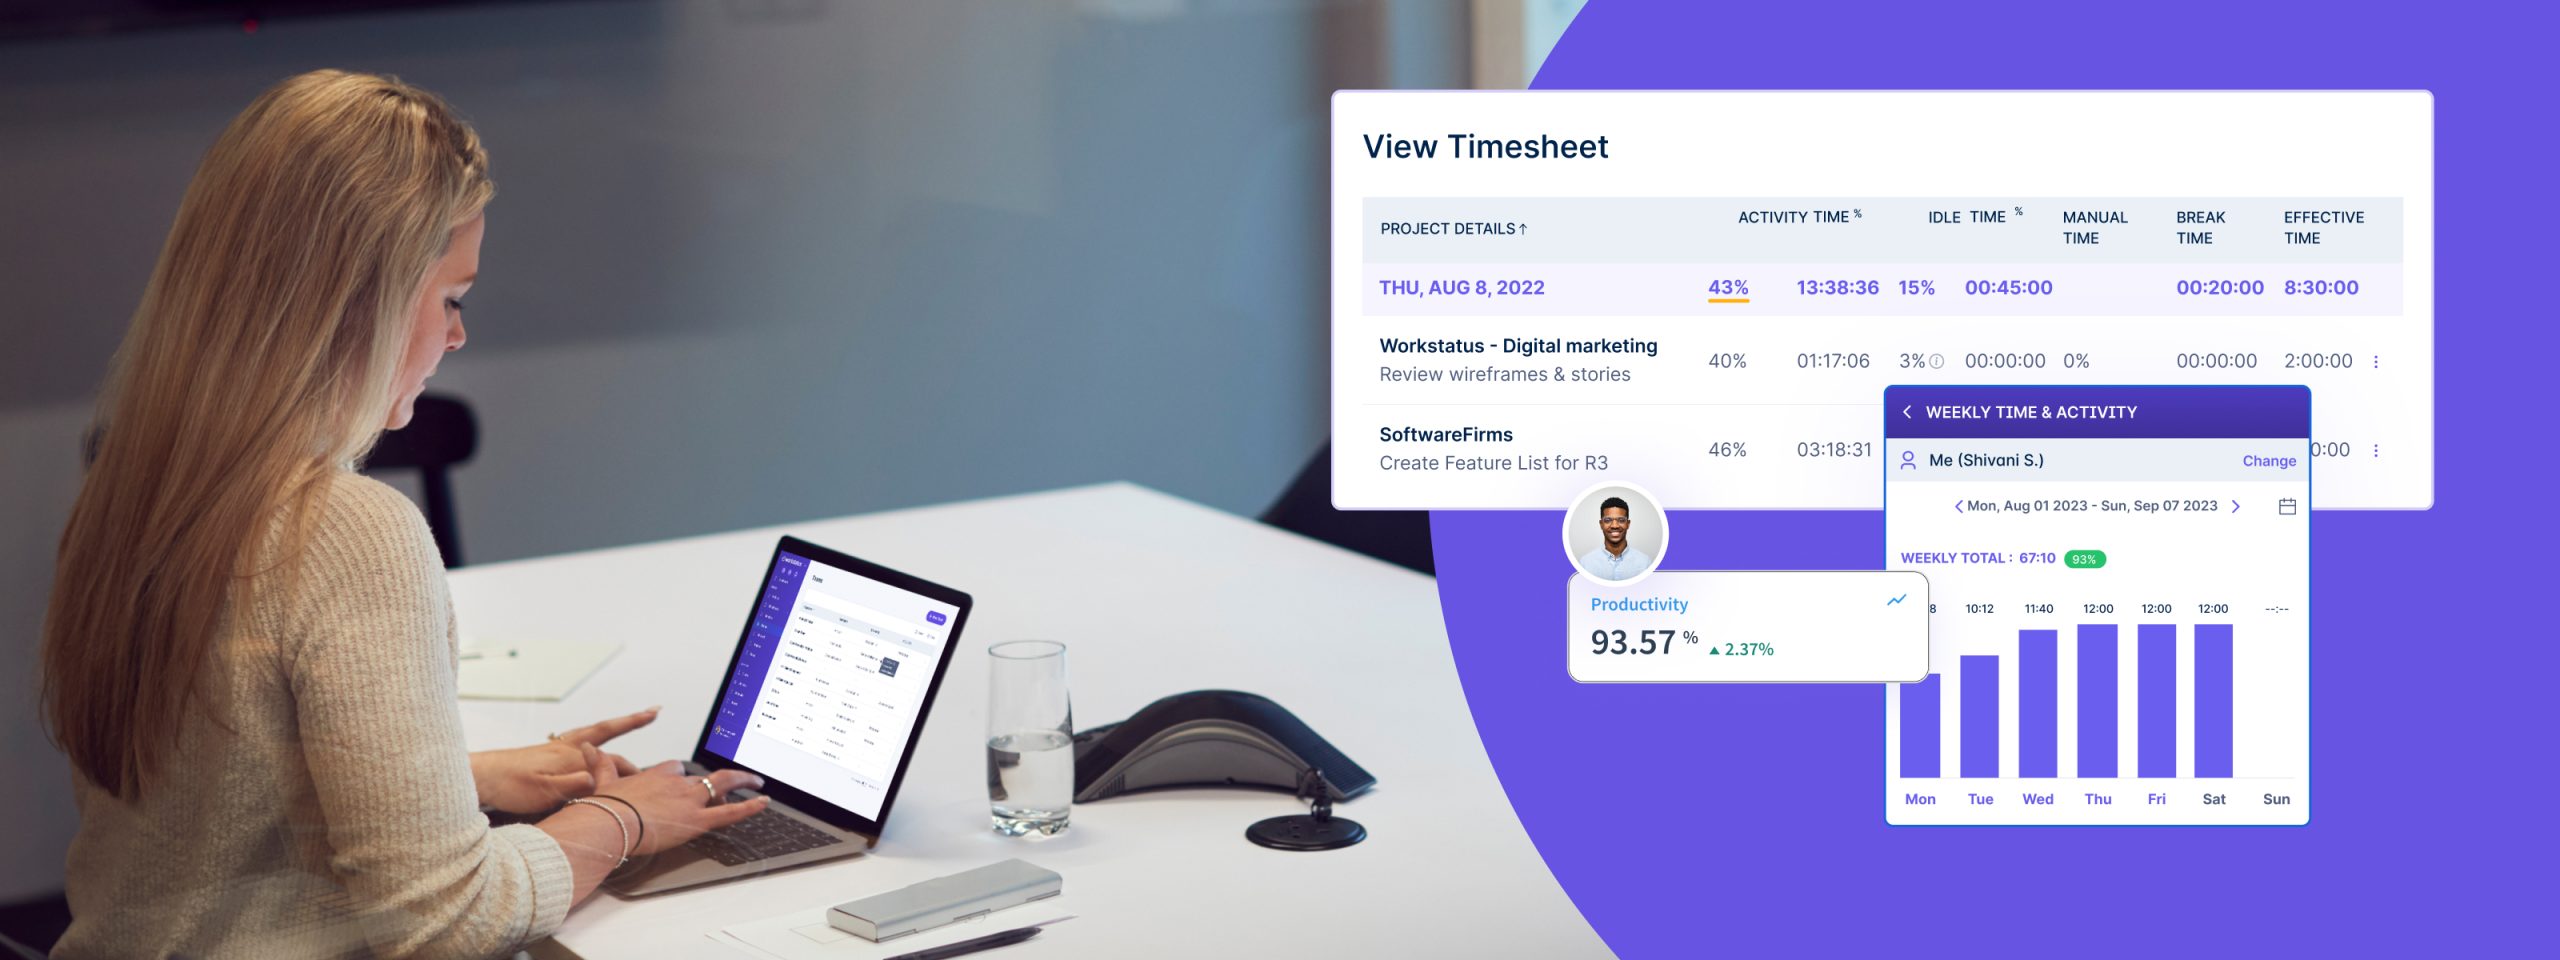 View Timesheet
PROJECT DETAILS↑ ACTIVITY TIME % IDLE TIME % MANUAL TIME BREAK TIME EFFECTIVE TIME
THU, AUG 8, 2022 43% 13:38:36 15% 00:45:00 00:20:00 8:30:00
Workstatus - Digital marketing 40% 01:17:06 3% 00:00:00 0% 00:00:00 2:00:00
Review wireframes & stories
SoftwareFirms 46% 03:18:31 0:00
Create Feature List for R3
WEEKLY TIME & ACTIVITY
Me (Shivani S.) Change
Mon, Aug 01 2023 - Sun, Sep 07 2023
WEEKLY TOTAL : 67:10 93%
8 10:12 11:40 12:00 12:00 12:00 --:--
Mon Tue Wed Thu Fri Sat Sun
Productivity
93.57 % ▲ 2.37%